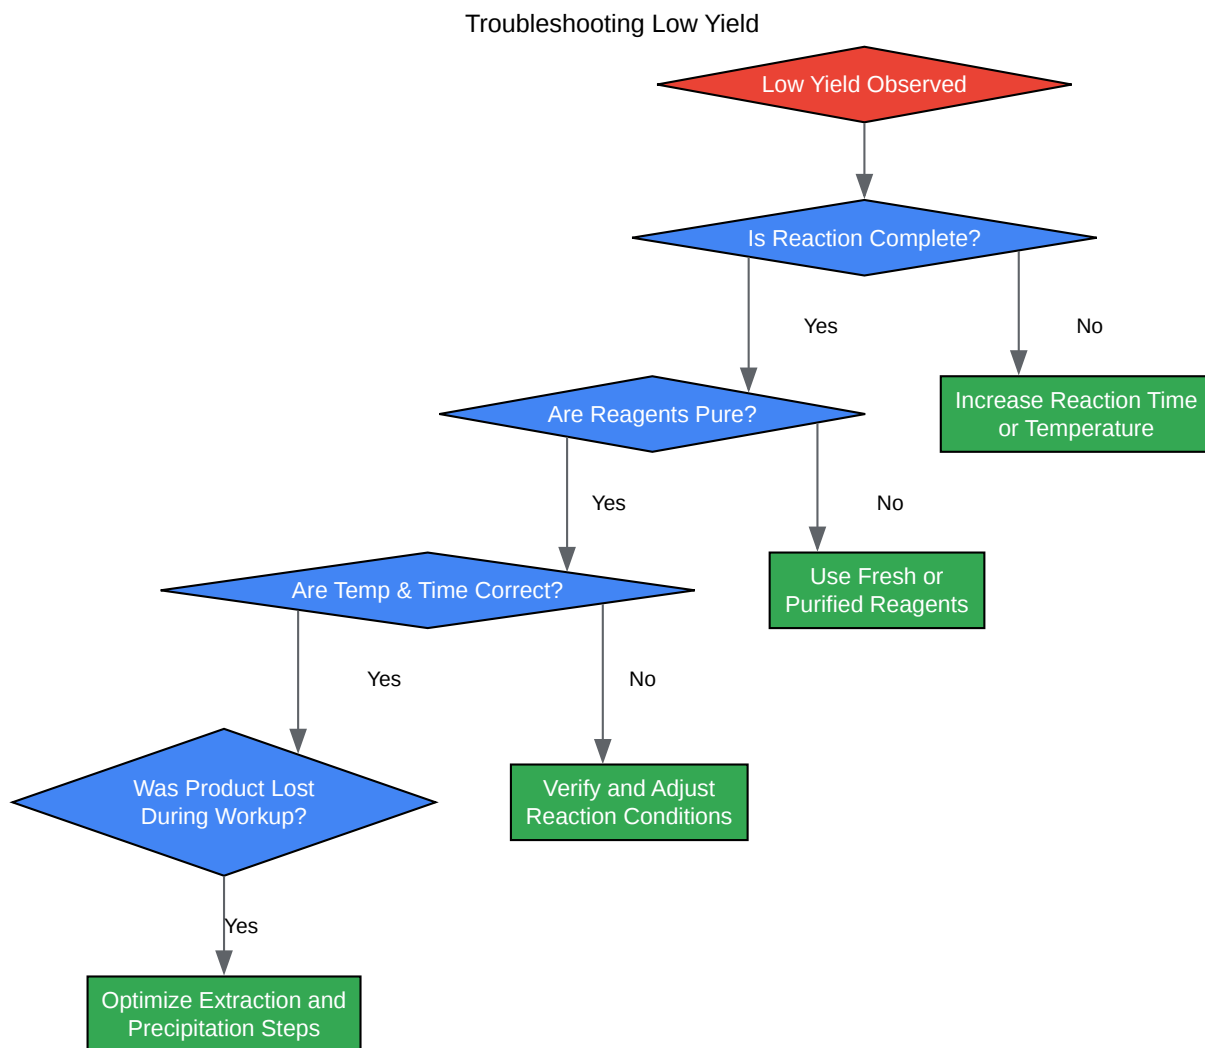 Troubleshooting Low Yield
Low Yield Observed
Is Reaction Complete?
Yes
No
Are Reagents Pure?
Increase Reaction Time
or Temperature
Yes
No
Are Temp & Time Correct?
Use Fresh or
Purified Reagents
Yes
No
Was Product Lost
During Workup?
Verify and Adjust
Reaction Conditions
Yes
Optimize Extraction and
Precipitation Steps